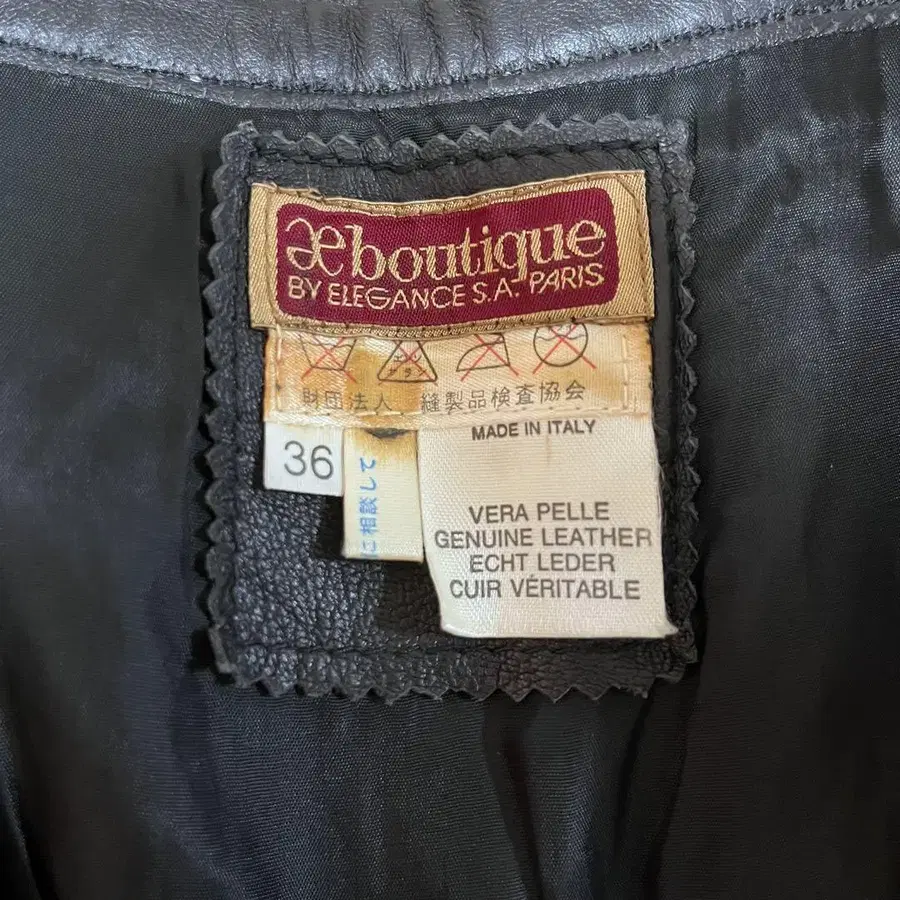 æboutique
BY ELEGANCE S.A. PARIS
財団法人 縫製品検査協会
36
に相談して
MADE IN ITALY
VERA PELLE
GENUINE LEATHER
ECHT LEDER
CUIR VÉRITABLE